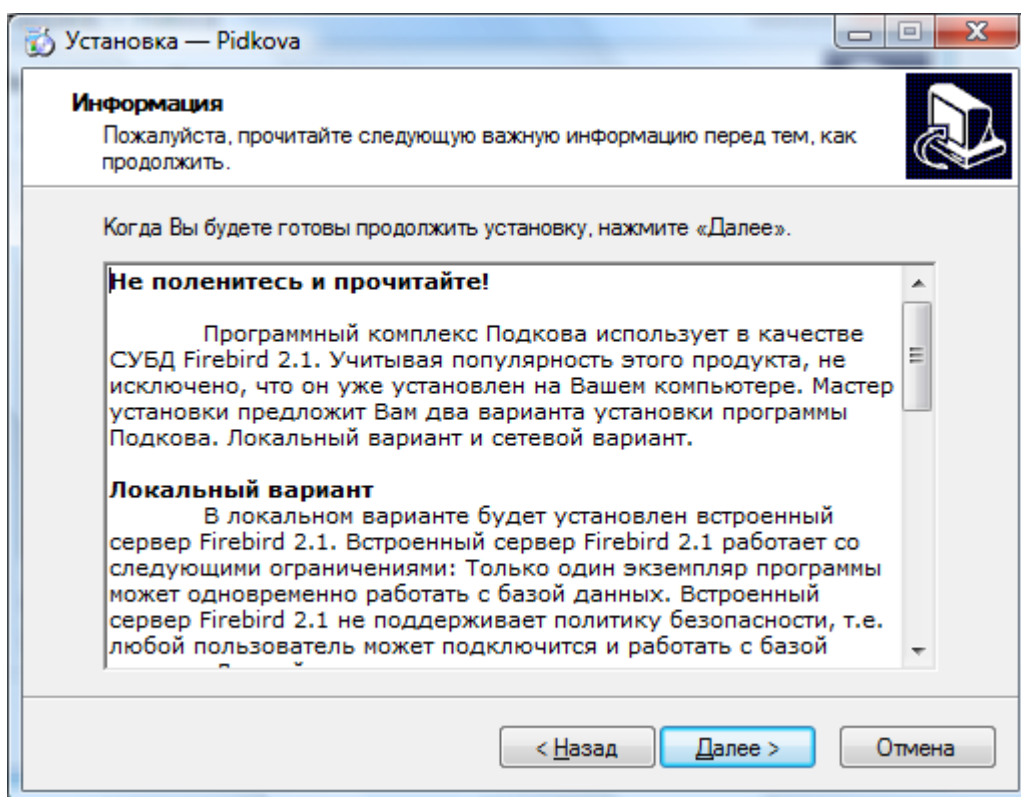 Установка — Pidkova
Информация
Пожалуйста, прочитайте следующую важную информацию перед тем, как
продолжить.
Когда Вы будете готовы продолжить установку, нажмите «Далее».
Не поленитесь и прочитайте!
Программный комплекс Подкова использует в качестве
СУБД Firebird 2.1. Учитывая популярность этого продукта, не
исключено, что он уже установлен на Вашем компьютере. Мастер
установки предложит Вам два варианта установки программы
Подкова. Локальный вариант и сетевой вариант.
Локальный вариант
В локальном варианте будет установлен встроенный
сервер Firebird 2.1. Встроенный сервер Firebird 2.1 работает со
следующими ограничениями: Только один экземпляр программы
может одновременно работать с базой данных. Встроенный
сервер Firebird 2.1 не поддерживает политику безопасности, т.е.
любой пользователь может подключится и работать с базой
< Назад
Далее >
Отмена